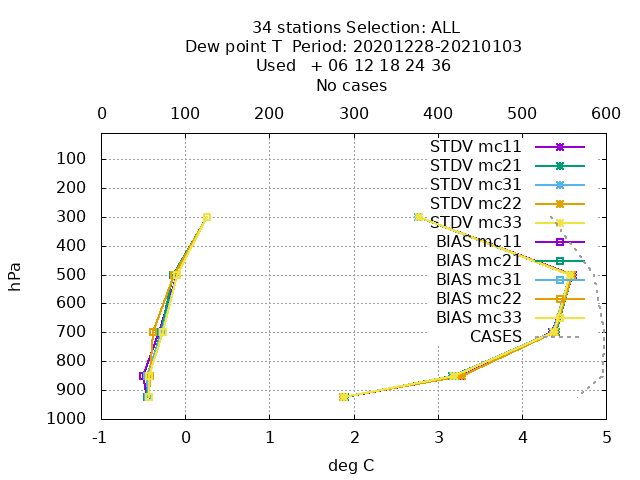 34 stations Selection: ALL
Dew point T  Period: 20201228-20210103
Used   + 06 12 18 24 36
No cases
0 100 200 300 400 500 600
STDV mc11
STDV mc21
STDV mc31
STDV mc22
STDV mc33
BIAS mc11
BIAS mc21
BIAS mc31
BIAS mc22
BIAS mc33
CASES
100
200
300
400
500
600
700
800
900
1000
hPa
-1 0 1 2 3 4 5
deg C